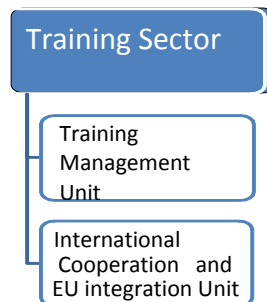 Training Sector
Training
Management
Unit
International
Cooperation and
EU integration Unit